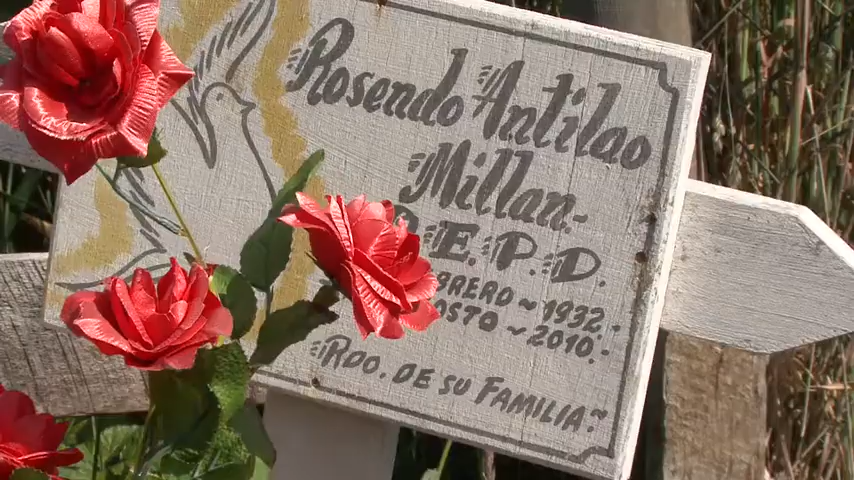 Rosendo Antilao
Millan.
E. P. D.
1932.
2010.
RDO. DE SU FAMILIA